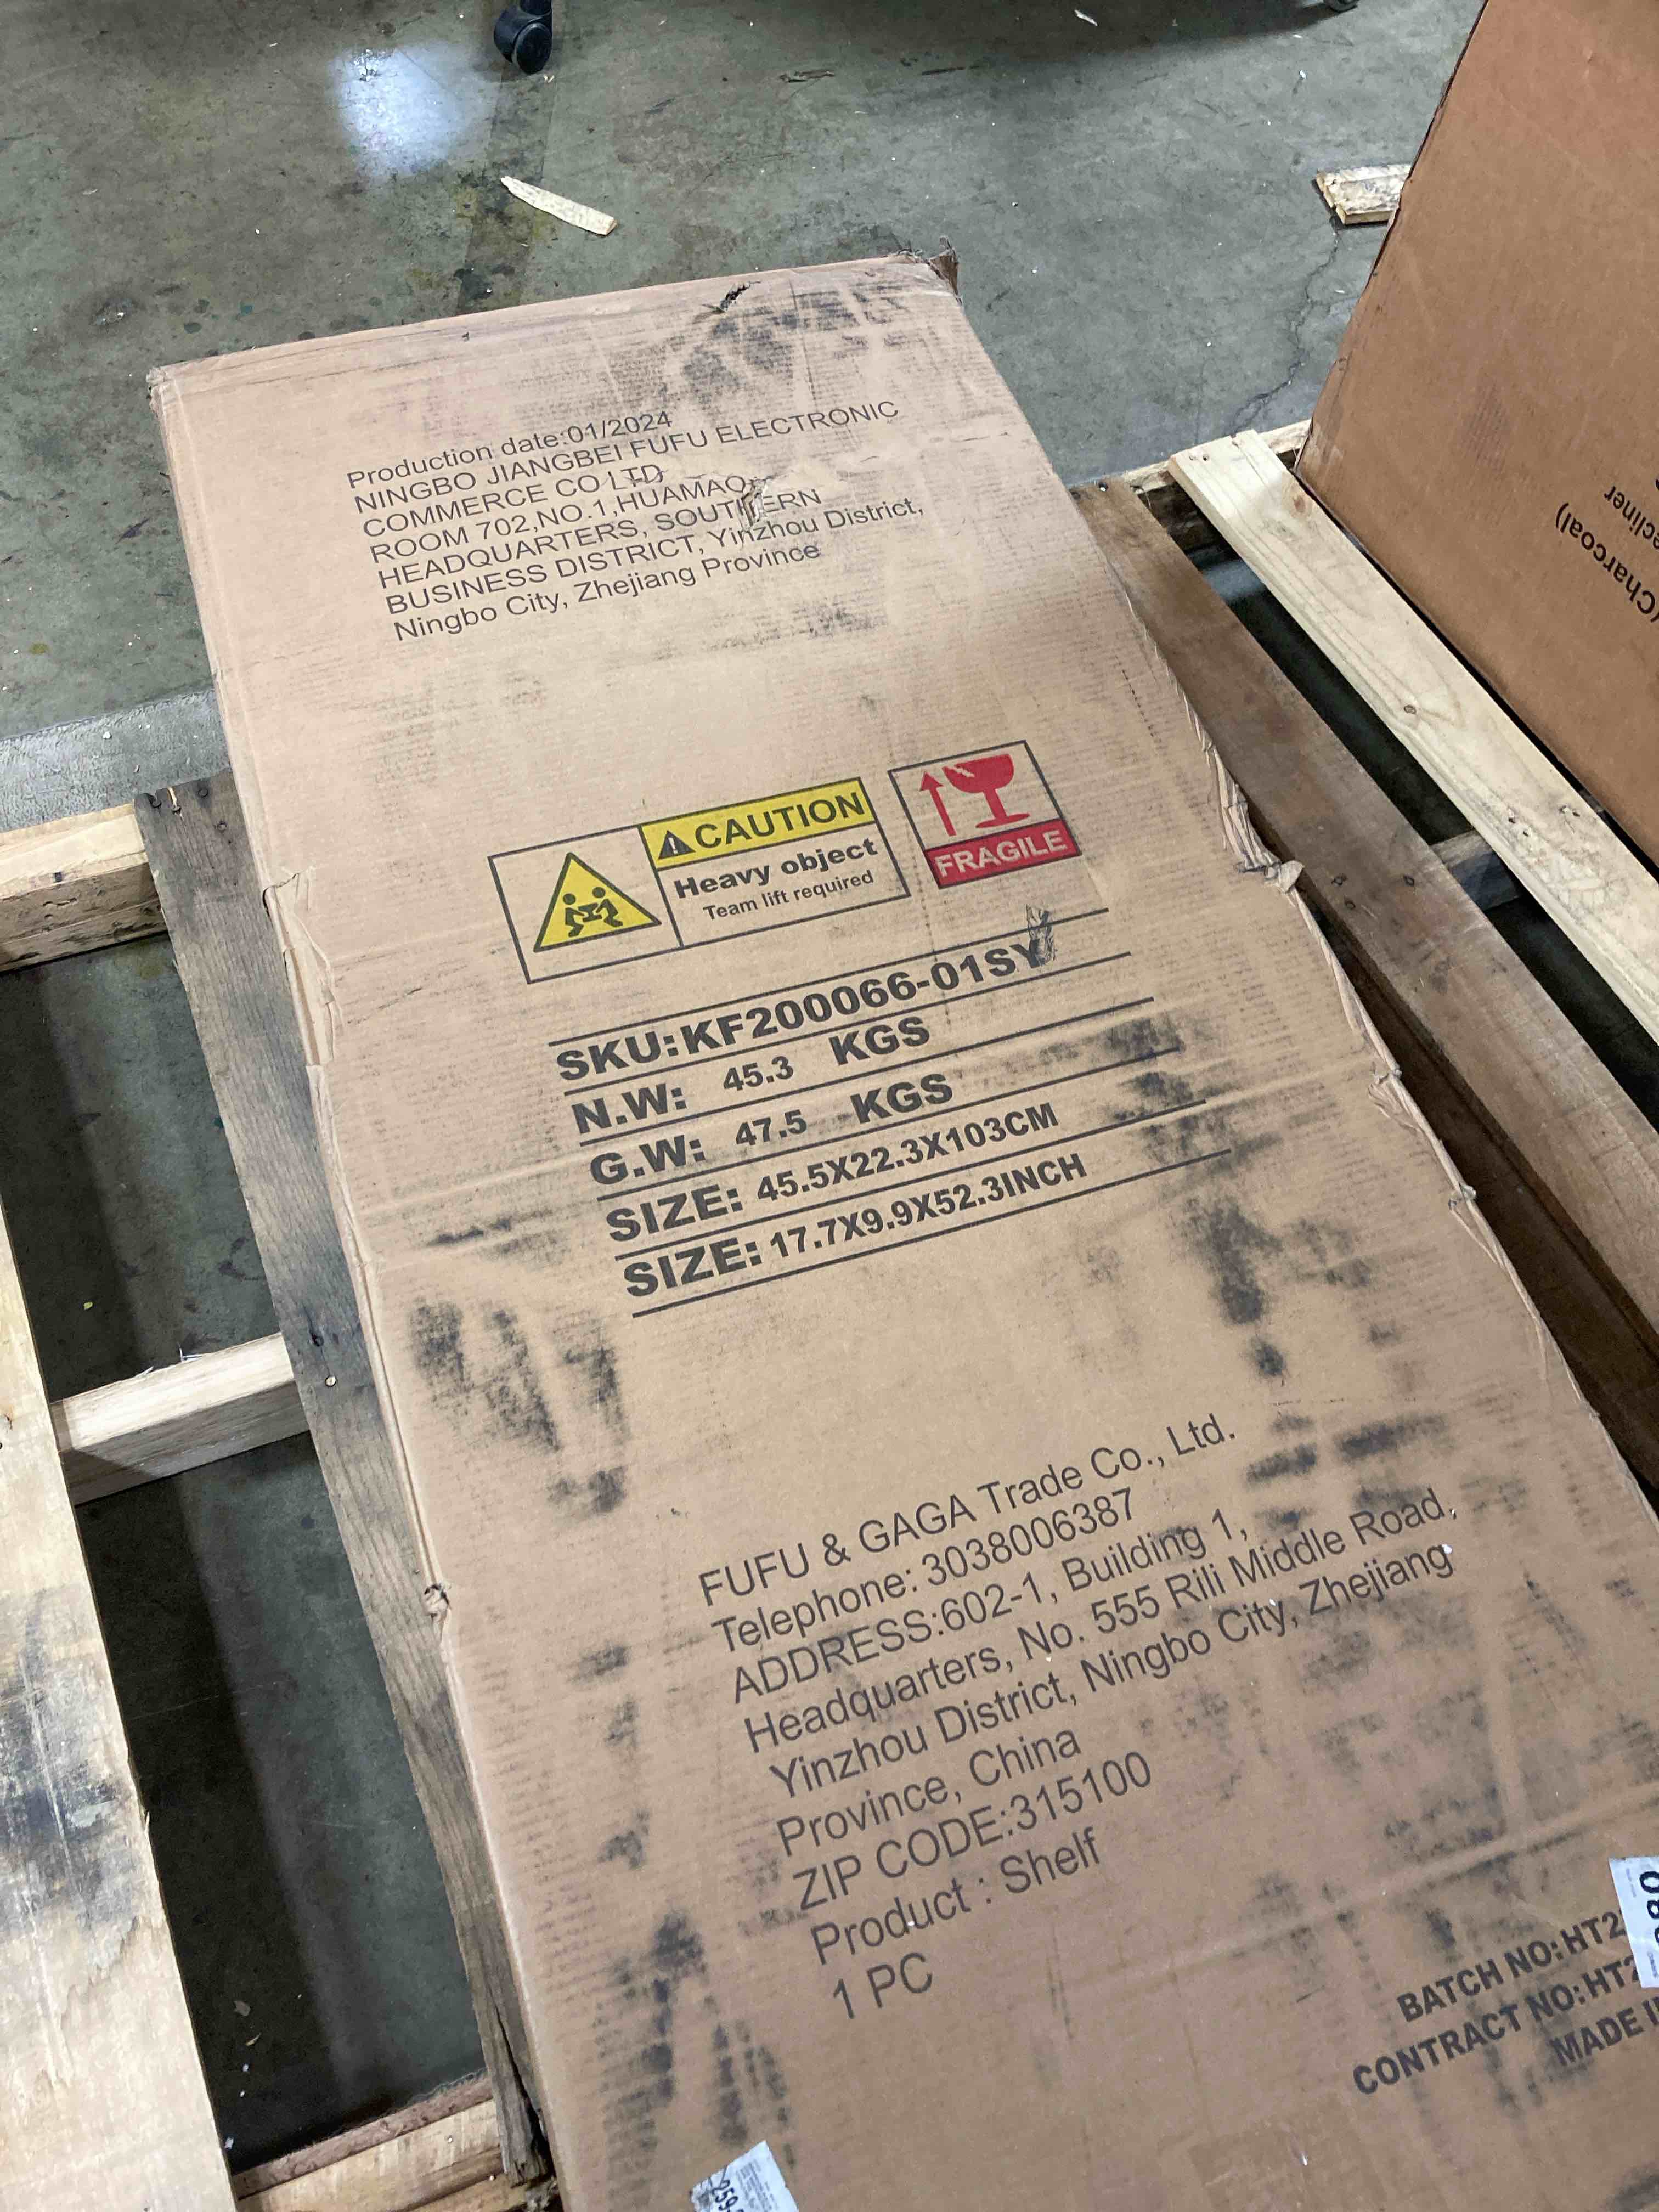 Production date:01/2024
NINGBO JIANGBEI FUFU ELECTRONIC
COMMERCE CO LTD
ROOM 702,NO.1,HUAMAO
HEADQUARTERS, SOUTHERN
BUSINESS DISTRICT, Yinzhou District,
Ningbo City, Zhejiang Province
CAUTION
Heavy object
Team lift required
FRAGILE
SKU:KF200066-01SY
N.W: 45.3 KGS
G.W: 47.5 KGS
SIZE: 45.5X22.3X103CM
SIZE: 17.7X9.9X52.3INCH
FUFU & GAGA Trade Co., Ltd.
Telephone: 3038006387
ADDRESS:602-1, Building 1,
Headquarters, No. 555 Rili Middle Road,
Yinzhou District, Ningbo City, Zhejiang
Province, China
ZIP CODE:315100
Product : Shelf
1 PC
BATCH NO:HT2
CONTRACT NO:HT2
MADE
ecliner
(Charcoal)